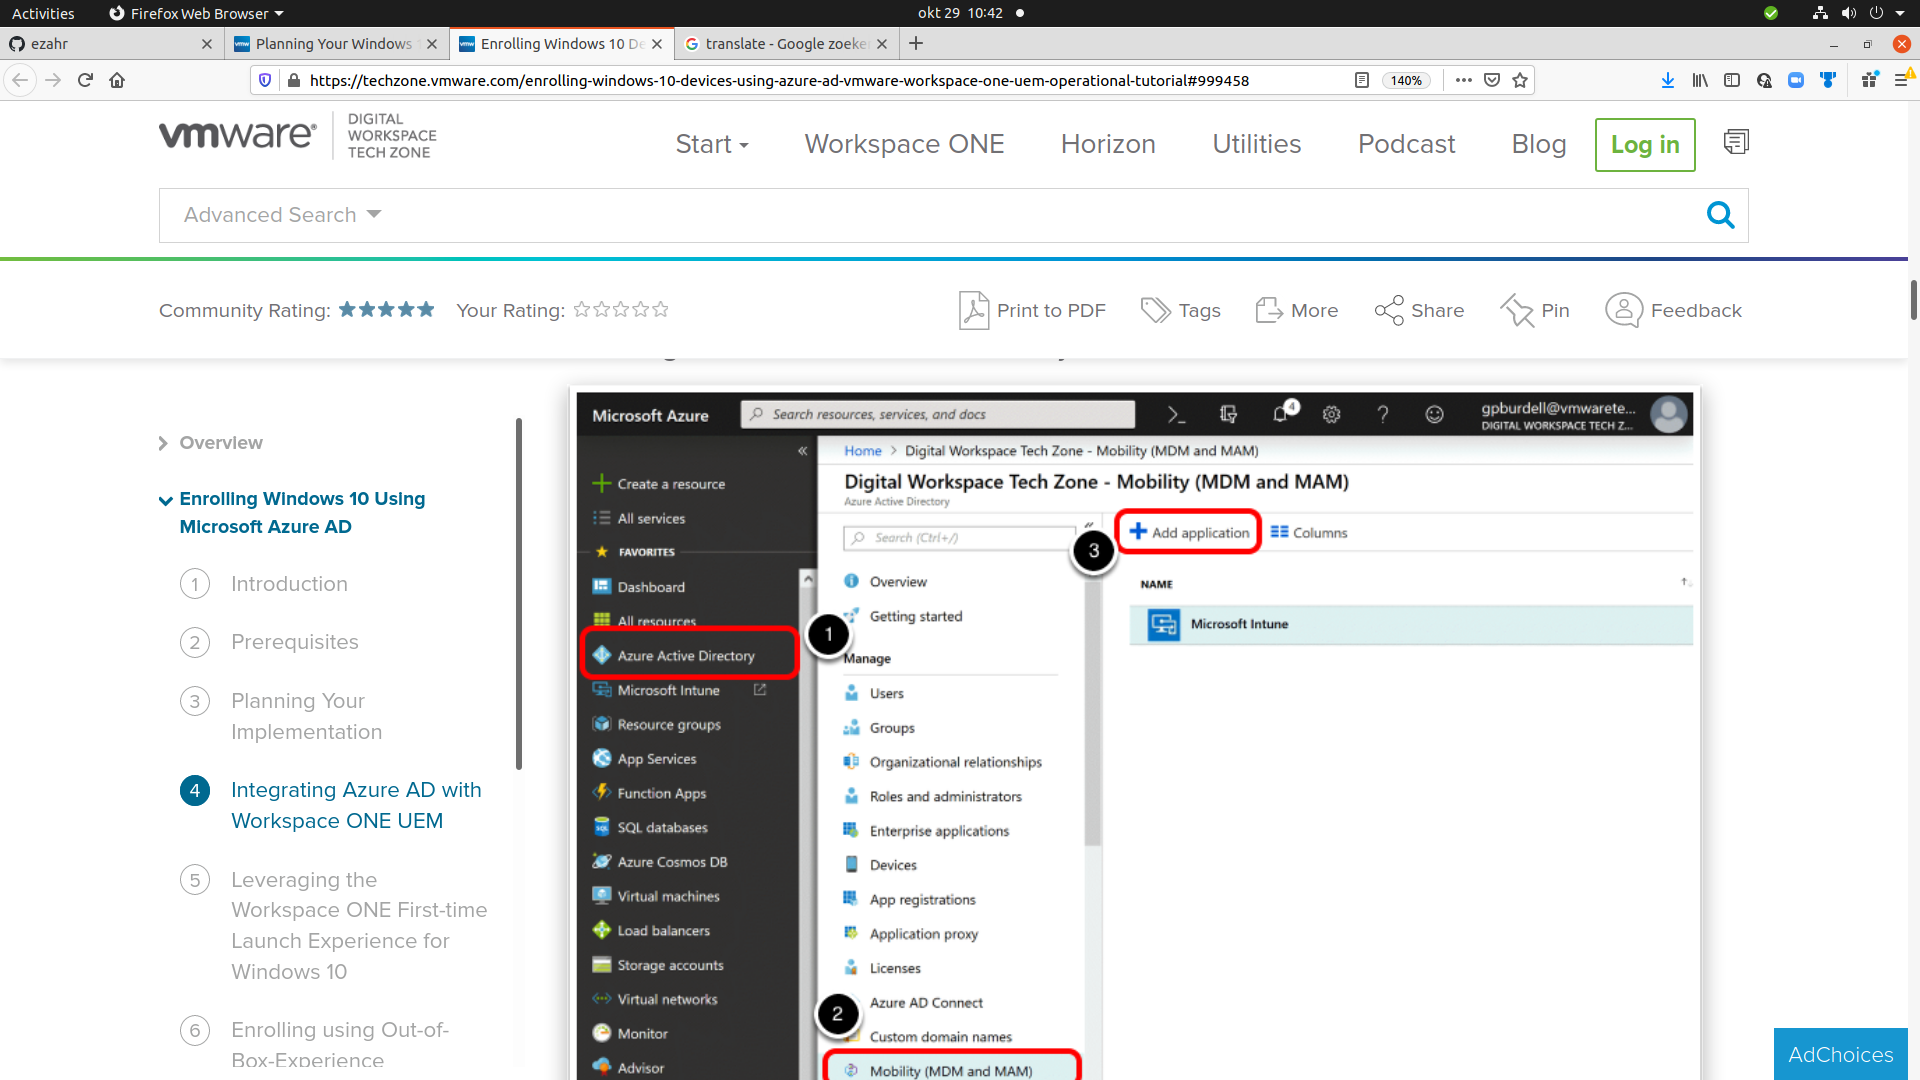 Activities
Firefox Web Browser
okt 29 10:42
ezahr
Planning Your Windows
Enrolling Windows 10 De
translate - Google zoeke
https://techzone.vmware.com/enrolling-windows-10-devices-using-azure-ad-vmware-workspace-one-uem-operational-tutorial#999458
140%
vmware
DIGITAL
WORKSPACE
TECH ZONE
Start
Workspace ONE
Horizon
Utilities
Podcast
Blog
Log in
Advanced Search
Community Rating:
Your Rating:
Print to PDF
Tags
More
Share
Pin
Feedback
Overview
Enrolling Windows 10 Using
Microsoft Azure AD
1 Introduction
2 Prerequisites
3 Planning Your
Implementation
4 Integrating Azure AD with
Workspace ONE UEM
5 Leveraging the
Workspace ONE First-time
Launch Experience for
Windows 10
6 Enrolling using Out-of-
Box-Experience
Microsoft Azure
Search resources, services, and docs
4
gpburdell@vmwarete...
DIGITAL WORKSPACE TECH Z...
Create a resource
All services
FAVORITES
Dashboard
All resources
Azure Active Directory
1
Microsoft Intune
Resource groups
App Services
Function Apps
SQL databases
Azure Cosmos DB
Virtual machines
Load balancers
Storage accounts
Virtual networks
Monitor
Advisor
Home > Digital Workspace Tech Zone - Mobility (MDM and MAM)
Digital Workspace Tech Zone - Mobility (MDM and MAM)
Azure Active Directory
Search (Ctrl+/)
Overview
Getting started
Manage
Users
Groups
Organizational relationships
Roles and administrators
Enterprise applications
Devices
App registrations
Application proxy
Licenses
Azure AD Connect
2
Custom domain names
Mobility (MDM and MAM)
3
Add application
Columns
NAME
Microsoft Intune
AdChoices